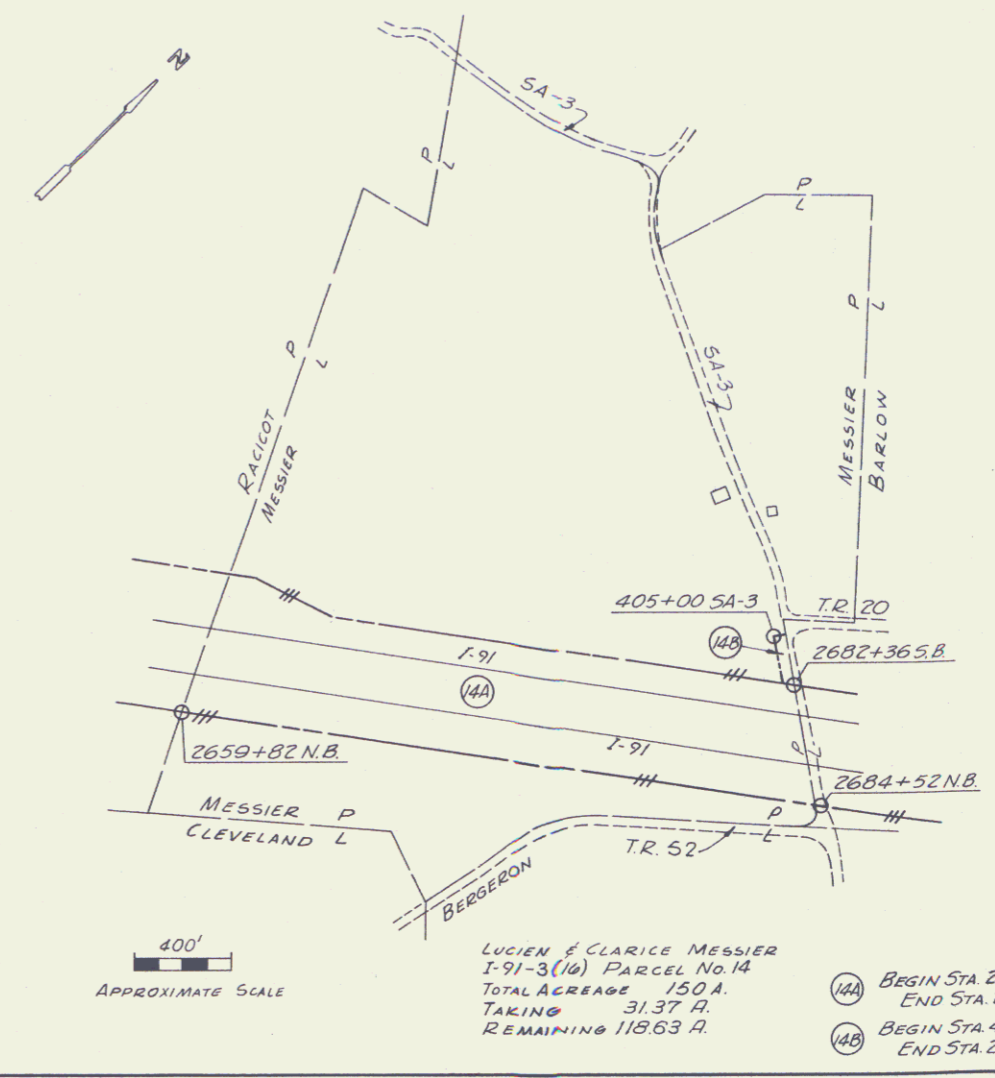 N
SA-3
P
L
P
L
P
L
P
L
SA-3
MESSIER
BARLOW
RACICOT
MESSIER
405+00 SA-3
T.R. 20
14B
2682+36 S.B.
I-91
14A
I-91
P
L
2659+82 N.B.
2684+52 N.B.
MESSIER P
CLEVELAND L
P
L
T.R. 52
BERGERON
400'
APPROXIMATE SCALE
LUCIEN & CLARICE MESSIER
I-91-3(16) PARCEL No. 14
TOTAL ACREAGE 150 A.
TAKING 31.37 A.
REMAINING 118.63 A.
14A BEGIN STA. 2
END STA.
14B BEGIN STA. 4
END STA. 2